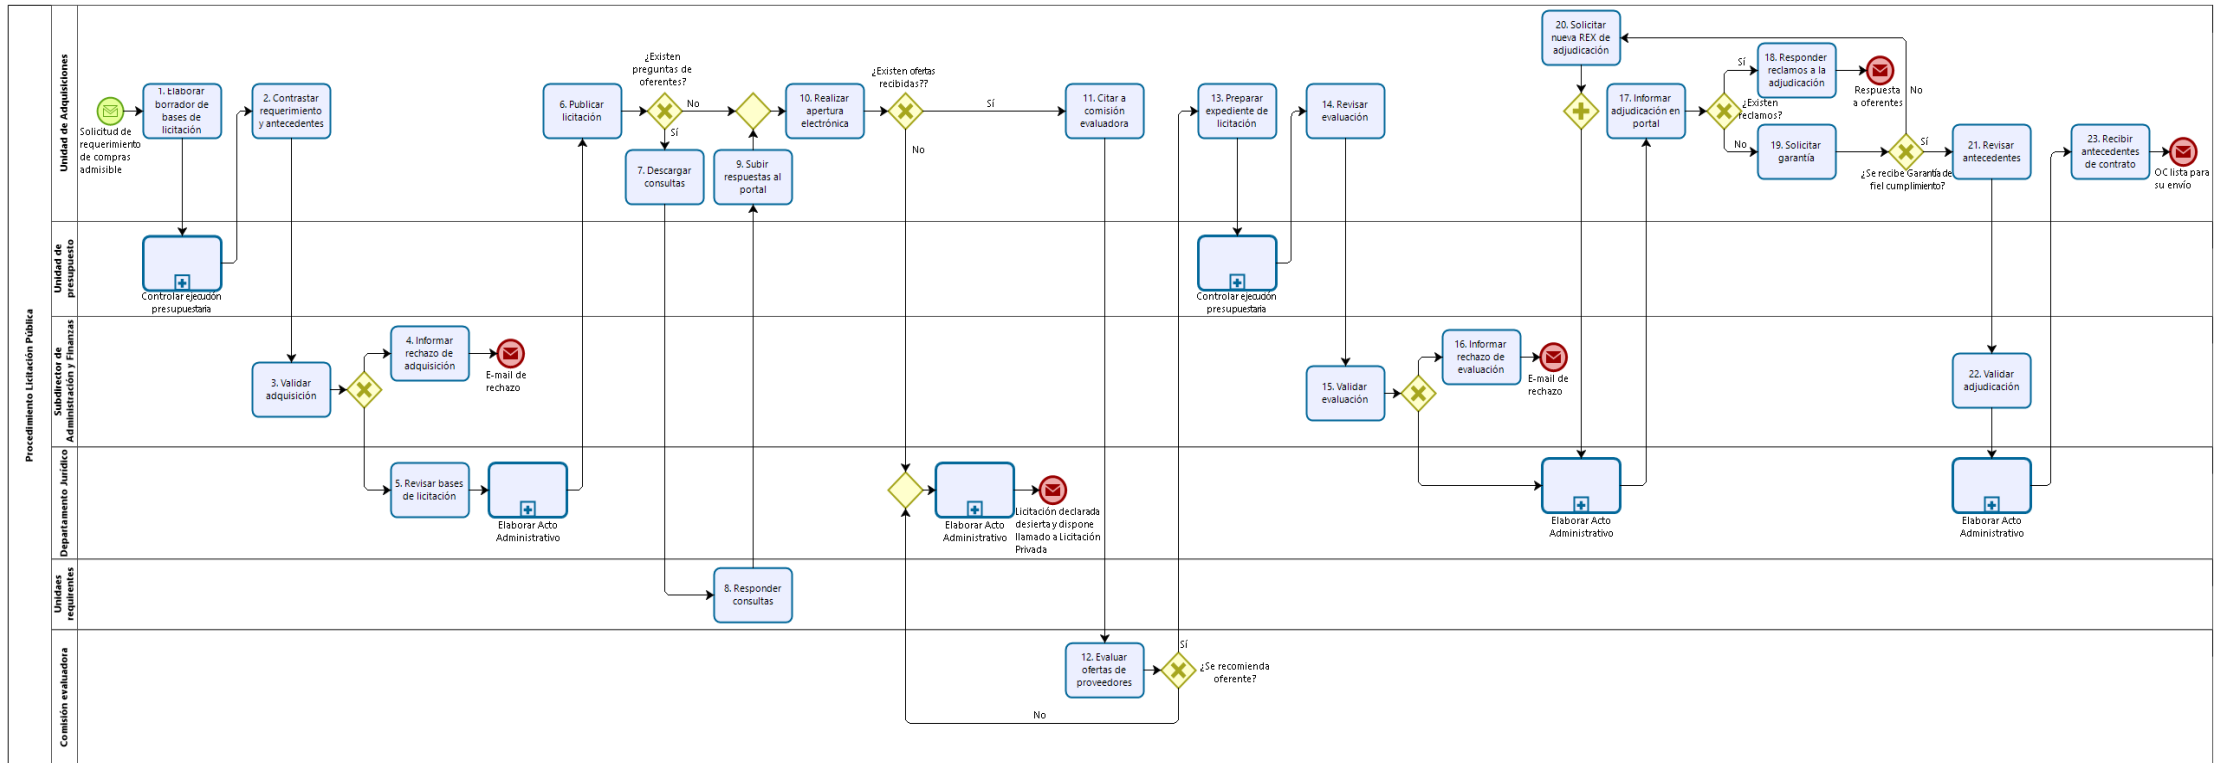 Procedimiento Licitación Pública
Unidad de Adquisiciones
Solicitud de
requerimiento
de compras
admisible
1. Elaborar
borrador de
bases de
licitación
2. Contrastar
requerimiento
y antecedentes
6. Publicar
licitación
¿Existen
preguntas de
oferentes?
No
Sí
7. Descargar
consultas
9. Subir
respuestas al
portal
10. Realizar
apertura
electrónica
¿Existen ofertas
recibidas??
Sí
No
11. Citar a
comisión
evaluadora
13. Preparar
expediente de
licitación
14. Revisar
evaluación
20. Solicitar
nueva REX de
adjudicación
17. Informar
adjudicación en
portal
¿Existen
reclamos?
Sí
No
18. Responder
reclamos a la
adjudicación
Respuesta
a oferentes
19. Solicitar
garantía
¿Se recibe Garantía de
fiel cumplimiento?
No
Sí
21. Revisar
antecedentes
23. Recibir
antecedentes
de contrato
OC lista para
su envío
Unidad de
presupuesto
Controlar ejecución
presupuestaria
Controlar ejecución
presupuestaria
Subdirector de
Administración y Finanzas
3. Validar
adquisición
4. Informar
rechazo de
adquisición
E-mail de
rechazo
15. Validar
evaluación
16. Informar
rechazo de
evaluación
E-mail de
rechazo
22. Validar
adjudicación
Departamento Jurídico
5. Revisar bases
de licitación
Elaborar Acto
Administrativo
Elaborar Acto
Administrativo
Licitación declarada
desierta y dispone
llamado a Licitación
Privada
Elaborar Acto
Administrativo
Elaborar Acto
Administrativo
Unidaes
requirentes
8. Responder
consultas
Comisión evaluadora
12. Evaluar
ofertas de
proveedores
Sí
¿Se recomienda
oferente?
No